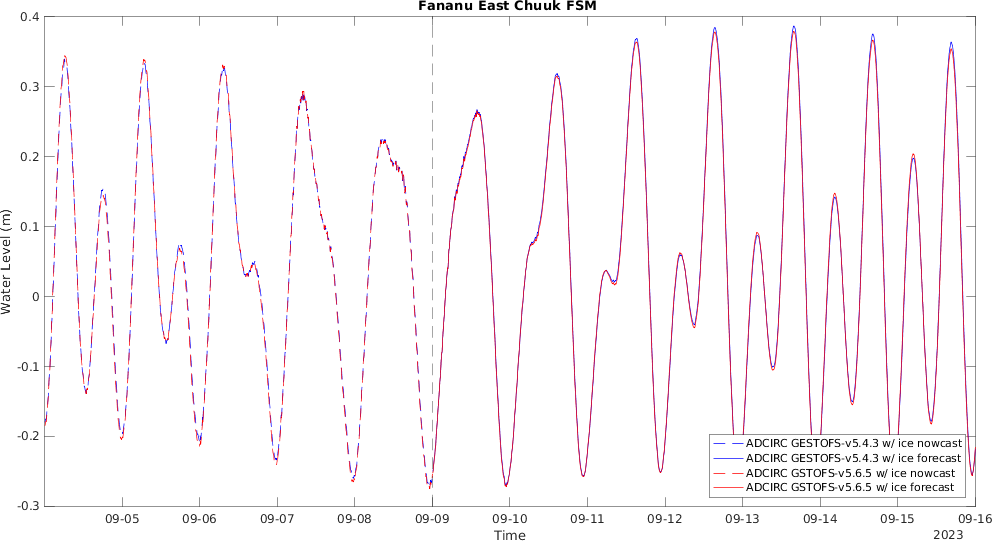 Fananu East Chuuk FSM
0.4
0.3
0.2
0.1
0
-0.1
-0.2
-0.3
Water Level (m)
ADCIRC GESTOFS-v5.4.3 w/ ice nowcast
ADCIRC GESTOFS-v5.4.3 w/ ice forecast
ADCIRC GSTOFS-v5.6.5 w/ ice nowcast
ADCIRC GSTOFS-v5.6.5 w/ ice forecast
09-05 09-06 09-07 09-08 09-09 09-10 09-11 09-12 09-13 09-14 09-15 09-16
Time
2023